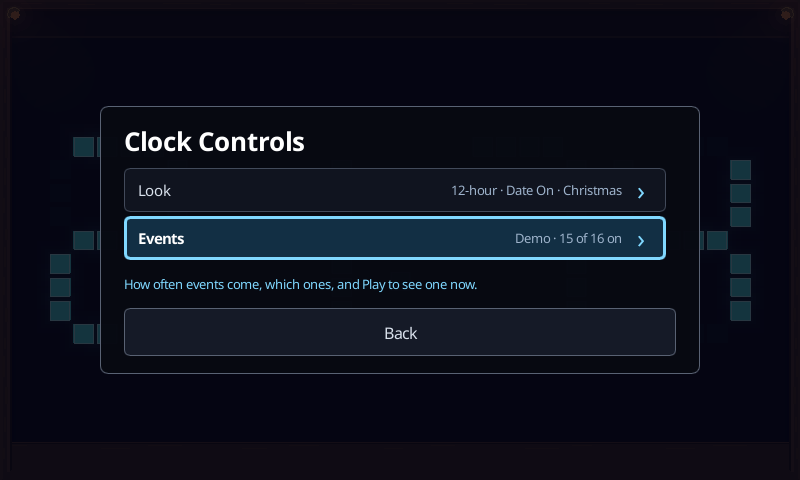 Clock Controls
Look 12-hour · Date On · Christmas ›
Events Demo · 15 of 16 on ›
How often events come, which ones, and Play to see one now.
Back